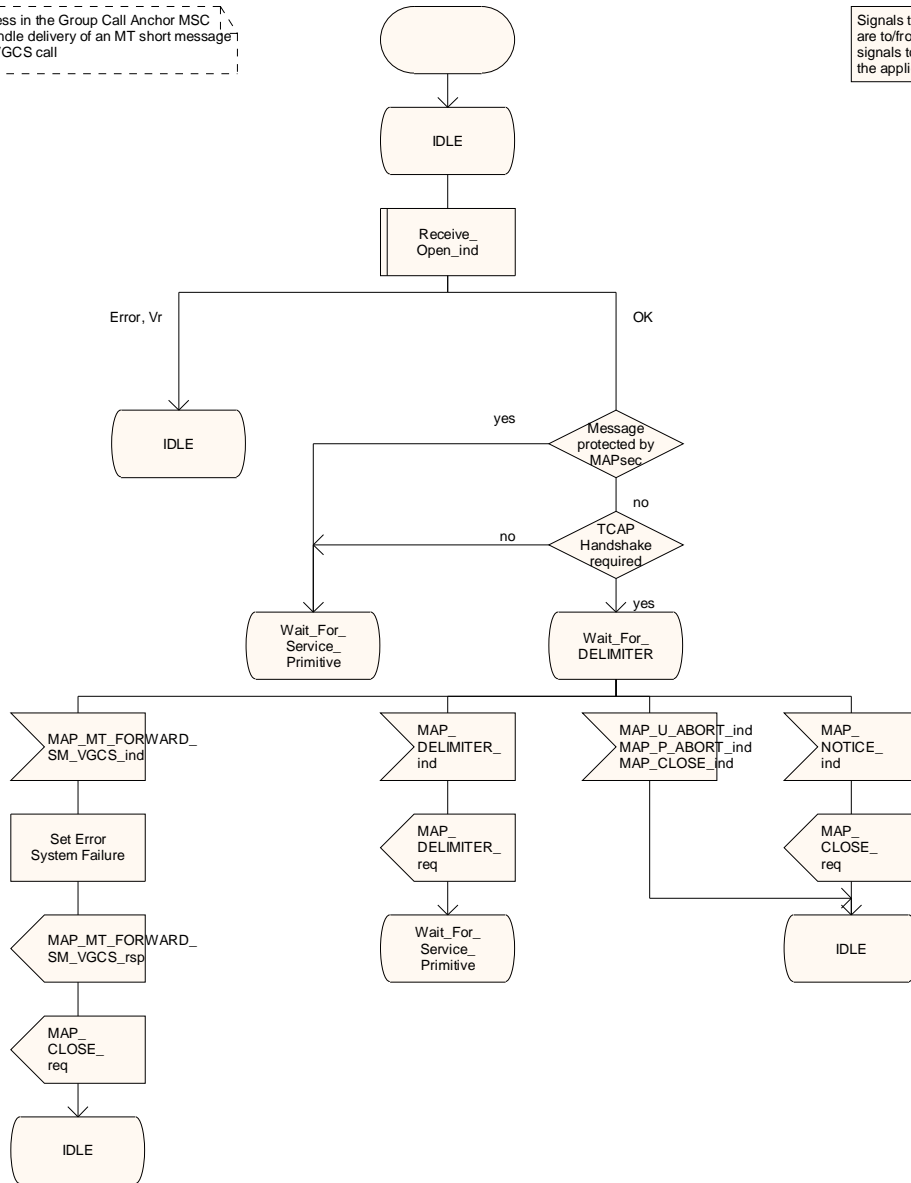 ess in the Group Call Anchor MSC
ndle delivery of an MT short message
VGCS call
Signals t
are to/fro
signals to
the appli
IDLE
Receive_
Open_ind
Error, Vr
OK
IDLE
yes
Message
protected by
MAPsec
no
no
TCAP
Handshake
required
yes
Wait_For_
Service_
Primitive
Wait_For_
DELIMITER
MAP_MT_FORWARD_
SM_VGCS_ind
MAP_
DELIMITER_
ind
MAP_U_ABORT_ind
MAP_P_ABORT_ind
MAP_CLOSE_ind
MAP_
NOTICE_
ind
Set Error
System Failure
MAP_
DELIMITER_
req
MAP_
CLOSE_
req
MAP_MT_FORWARD_
SM_VGCS_rsp
Wait_For_
Service_
Primitive
IDLE
MAP_
CLOSE_
req
IDLE